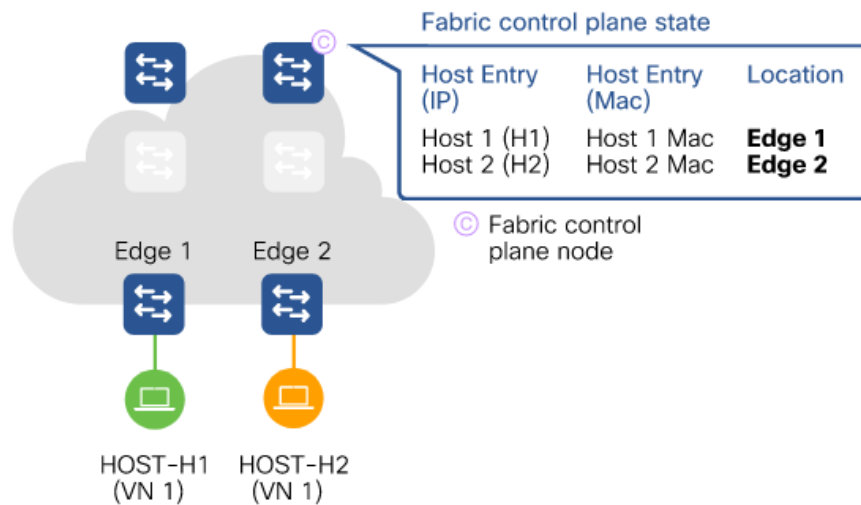 Fabric control plane state
Host Entry (IP)
Host Entry (Mac)
Location
Host 1 (H1) Host 1 Mac Edge 1
Host 2 (H2) Host 2 Mac Edge 2
C
C Fabric control
plane node
Edge 1 Edge 2
HOST-H1
(VN 1)
HOST-H2
(VN 1)